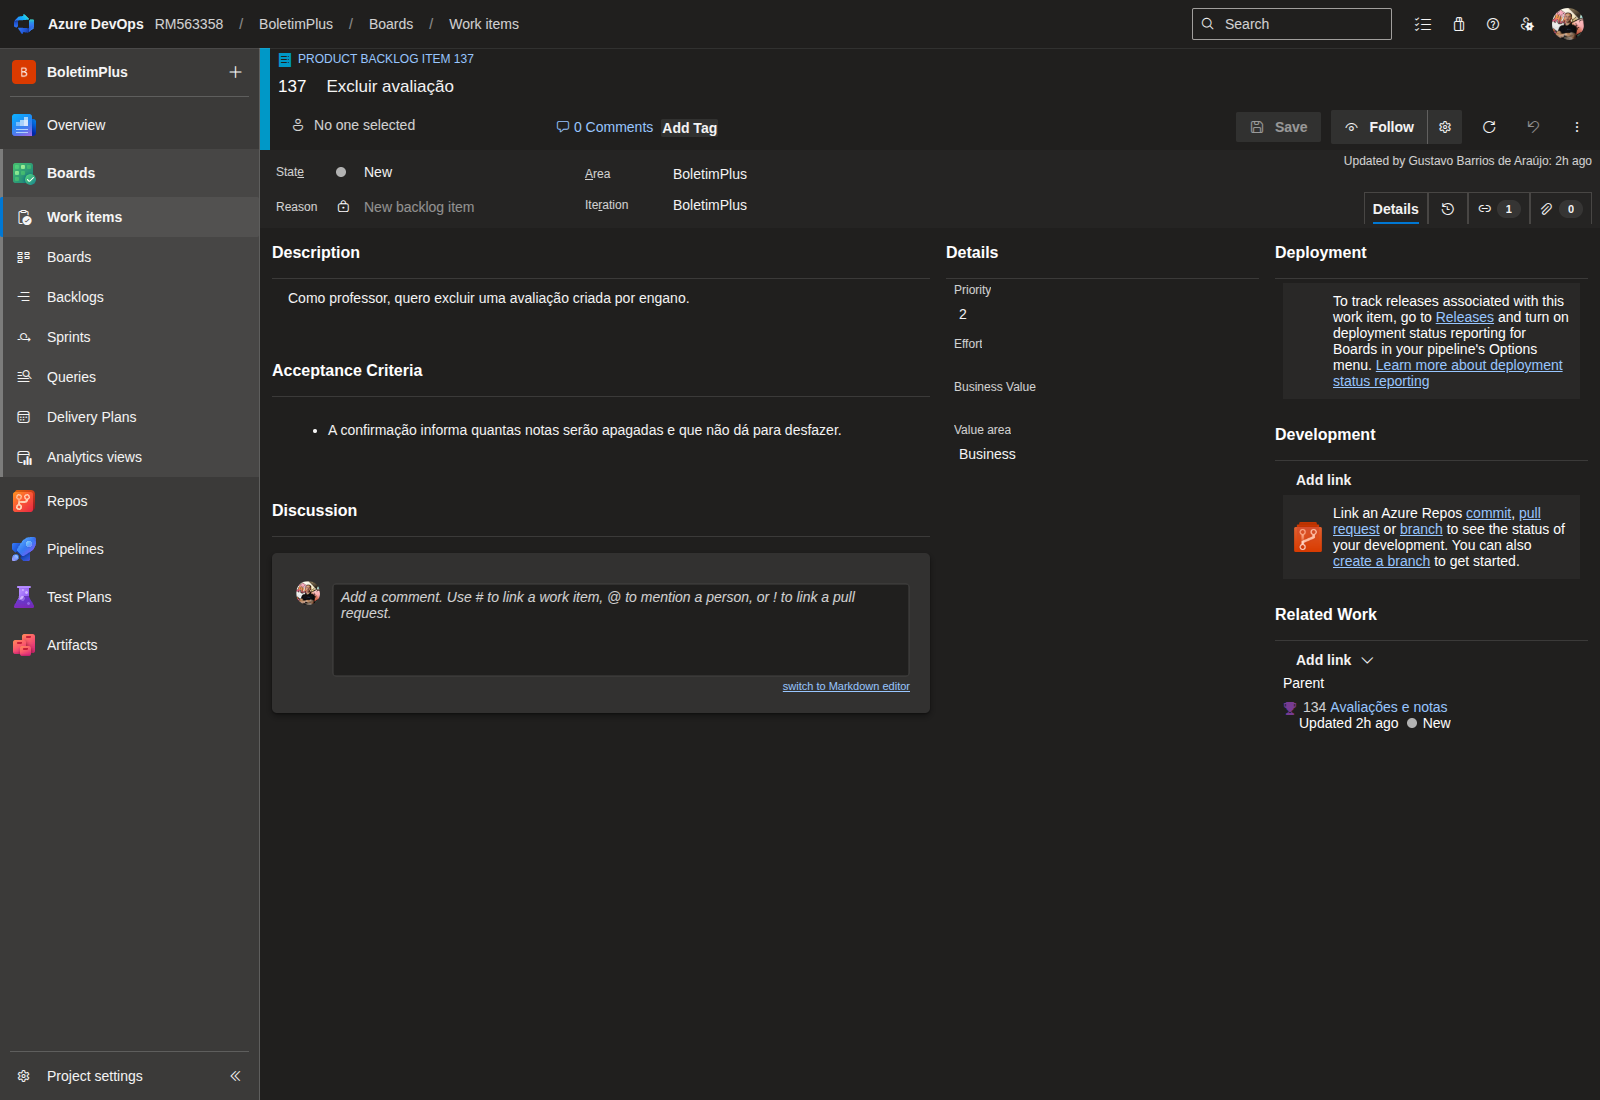 Azure DevOps RM563358 / BoletimPlus / Boards / Work items
Search
B BoletimPlus
Overview
Boards
Work items
Boards
Backlogs
Sprints
Queries
Delivery Plans
Analytics views
Repos
Pipelines
Test Plans
Artifacts
Project settings
PRODUCT BACKLOG ITEM 137
137 Excluir avaliação
No one selected
0 Comments
Add Tag
Save
Follow
Updated by Gustavo Barrios de Araújo: 2h ago
State New
Reason New backlog item
Area BoletimPlus
Iteration BoletimPlus
Details
1
0
Description
Como professor, quero excluir uma avaliação criada por engano.
Acceptance Criteria
• A confirmação informa quantas notas serão apagadas e que não dá para desfazer.
Discussion
Add a comment. Use # to link a work item, @ to mention a person, or ! to link a pull
request.
switch to Markdown editor
Details
Priority
2
Effort
Business Value
Value area
Business
Deployment
To track releases associated with this
work item, go to Releases and turn on
deployment status reporting for
Boards in your pipeline's Options
menu. Learn more about deployment
status reporting
Development
Add link
Link an Azure Repos commit, pull
request or branch to see the status of
your development. You can also
create a branch to get started.
Related Work
Add link
Parent
134 Avaliações e notas
Updated 2h ago New